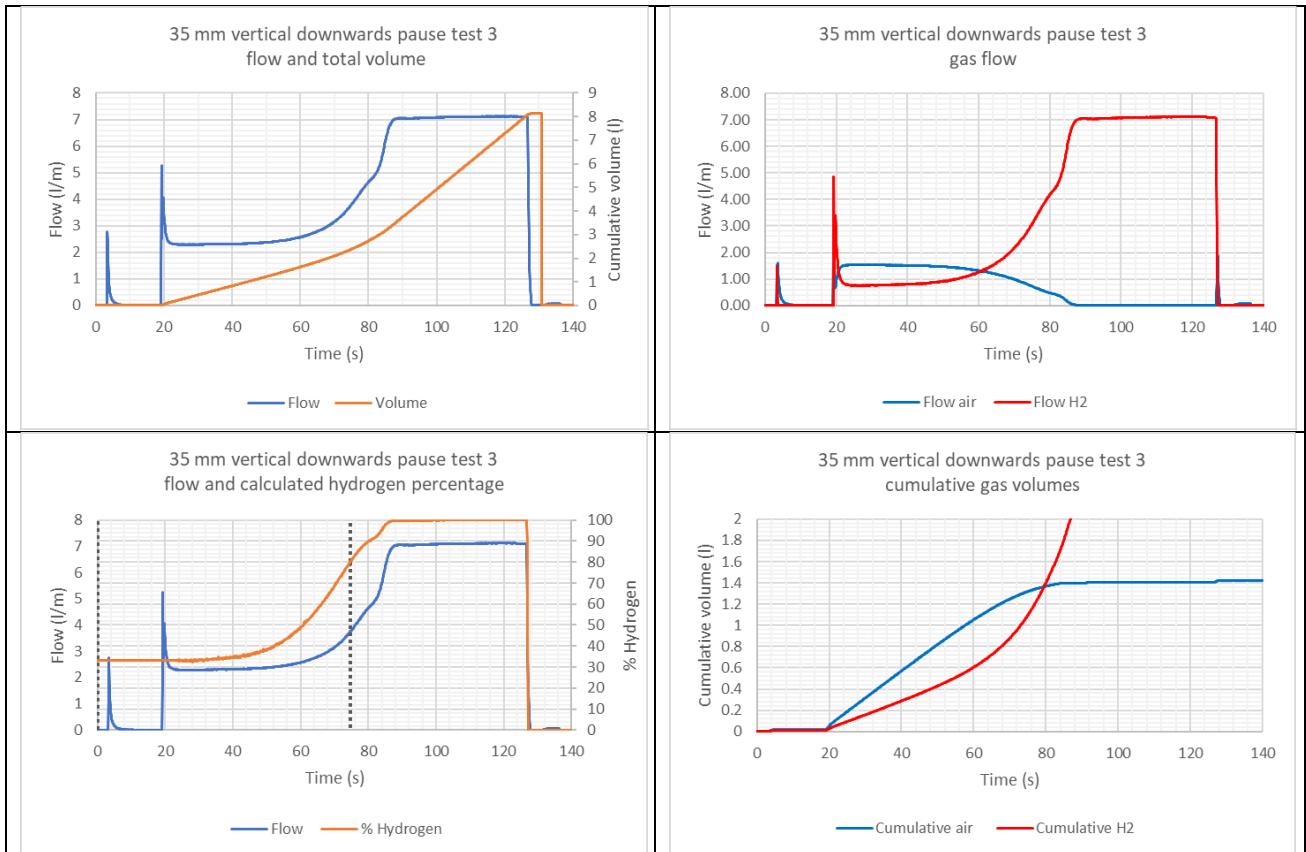 35 mm vertical downwards pause test 3
flow and total volume
8
7
6
5
4
3
2
1
0
Flow (l/m)
9
8
7
6
5
4
3
2
1
0
Cumulative volume (l)
0 20 40 60 80 100 120 140
Time (s)
Flow Volume
35 mm vertical downwards pause test 3
gas flow
8.00
7.00
6.00
5.00
4.00
3.00
2.00
1.00
0.00
Flow (l/m)
0 20 40 60 80 100 120 140
Time (s)
Flow air Flow H2
35 mm vertical downwards pause test 3
flow and calculated hydrogen percentage
8
7
6
5
4
3
2
1
0
Flow (l/m)
100
90
80
70
60
50
40
30
20
10
0
% Hydrogen
0 20 40 60 80 100 120 140
Time (s)
Flow % Hydrogen
35 mm vertical downwards pause test 3
cumulative gas volumes
2
1.8
1.6
1.4
1.2
1
0.8
0.6
0.4
0.2
0
Cumulative volume (l)
0 20 40 60 80 100 120 140
Time (s)
Cumulative air Cumulative H2